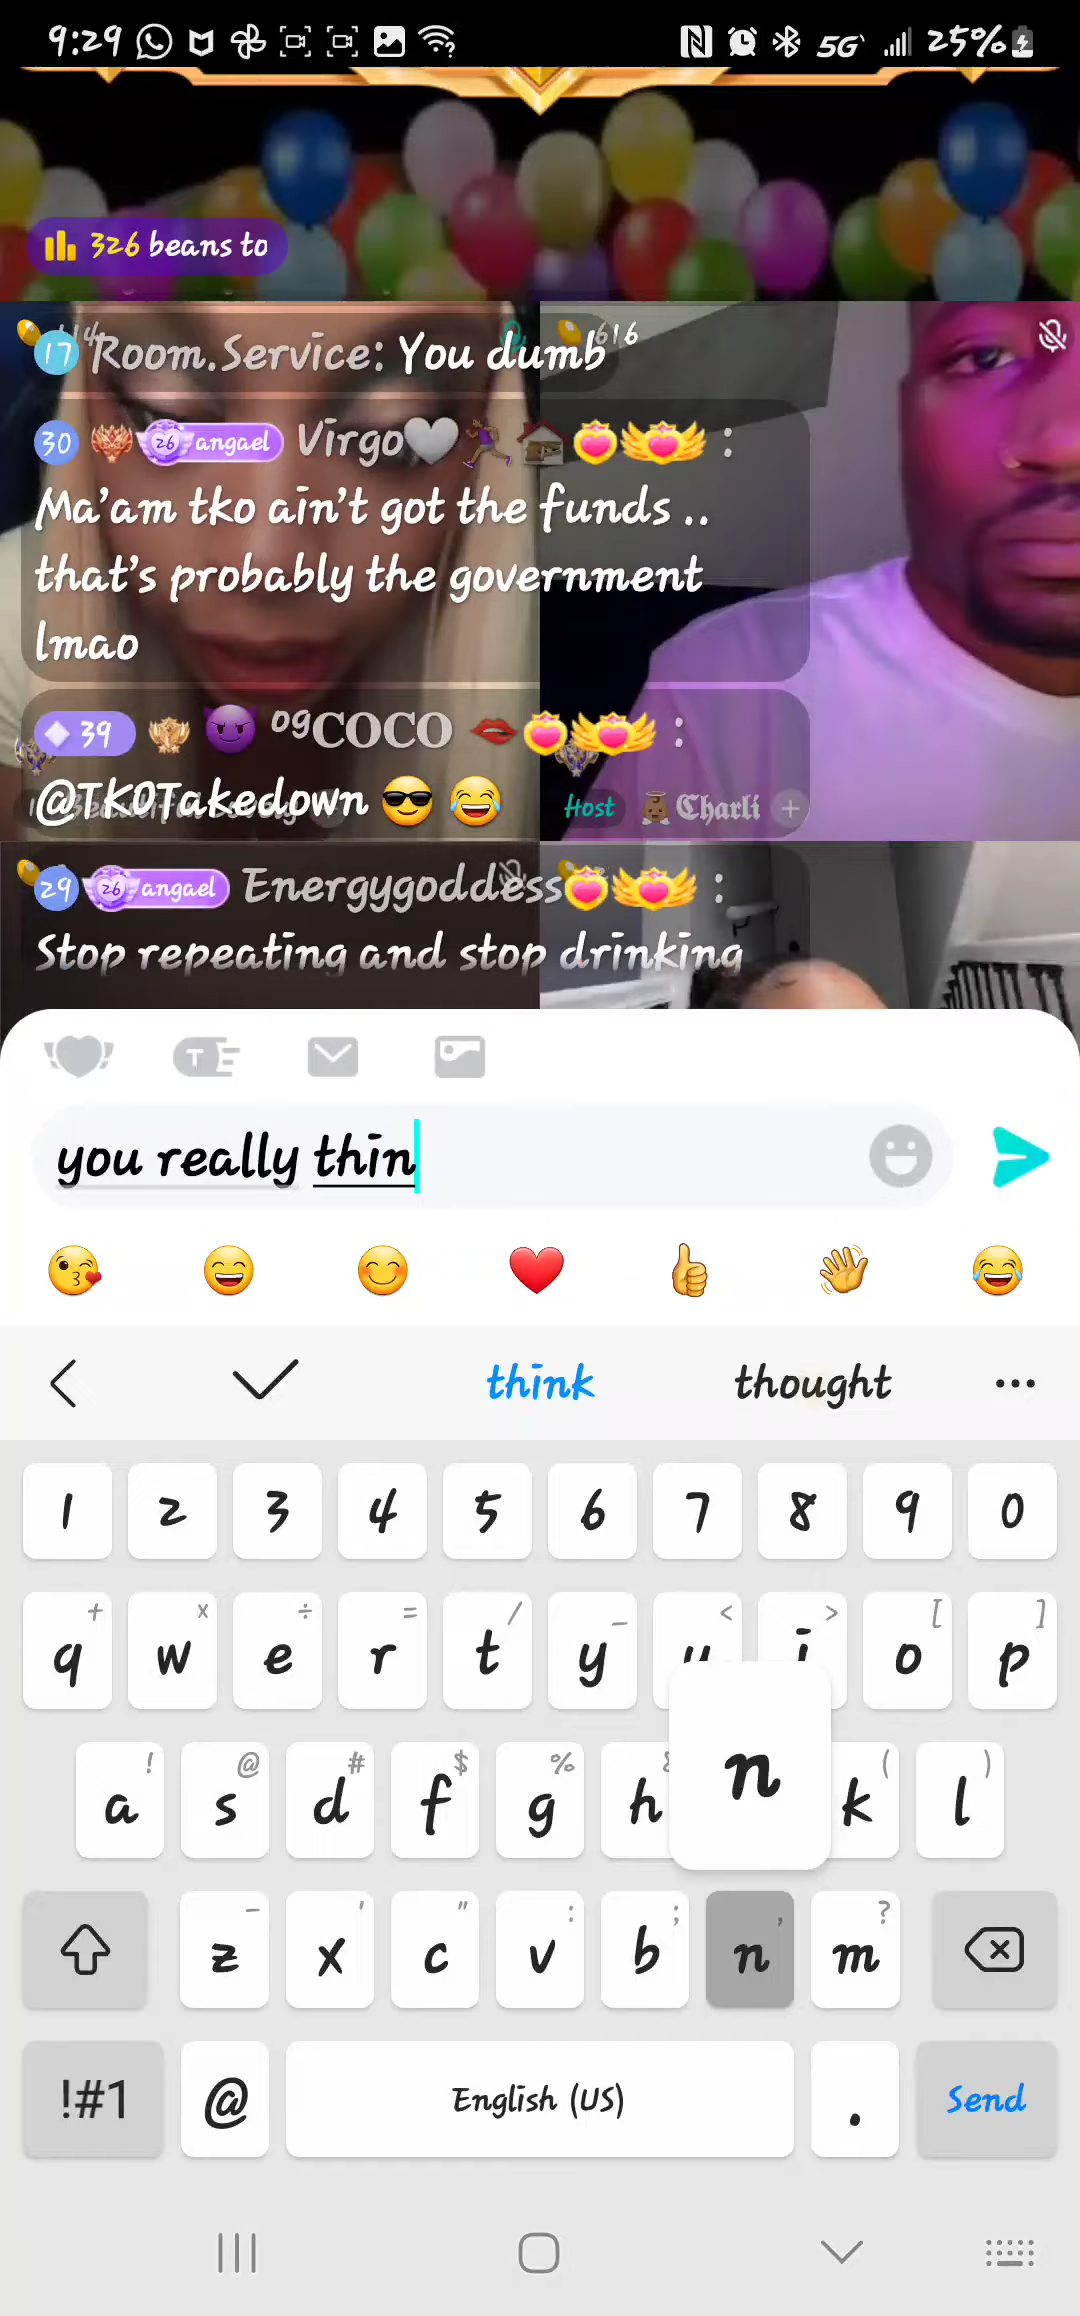 9:29 5G 25%
326 beans to
616
17 Room.Service: You dumb
30 26 angael Virgo :
Ma'am tko ain't got the funds ..
that's probably the government
lmao
39 ᵒᵍCOCO :
@TKOTakedown 😎 😂
Host Charli +
29 26 angael Energygoddess :
Stop repeating and stop drinking
T
you really thin
think thought ...
1 2 3 4 5 6 7 8 9 0
+ × ÷ = / _ < > [ ]
q w e r t y u i o p
! @ # $ % & ( )
a s d f g h n k l
- ' " : ; , ?
z x c v b n m
!#1 @ English (US) . Send